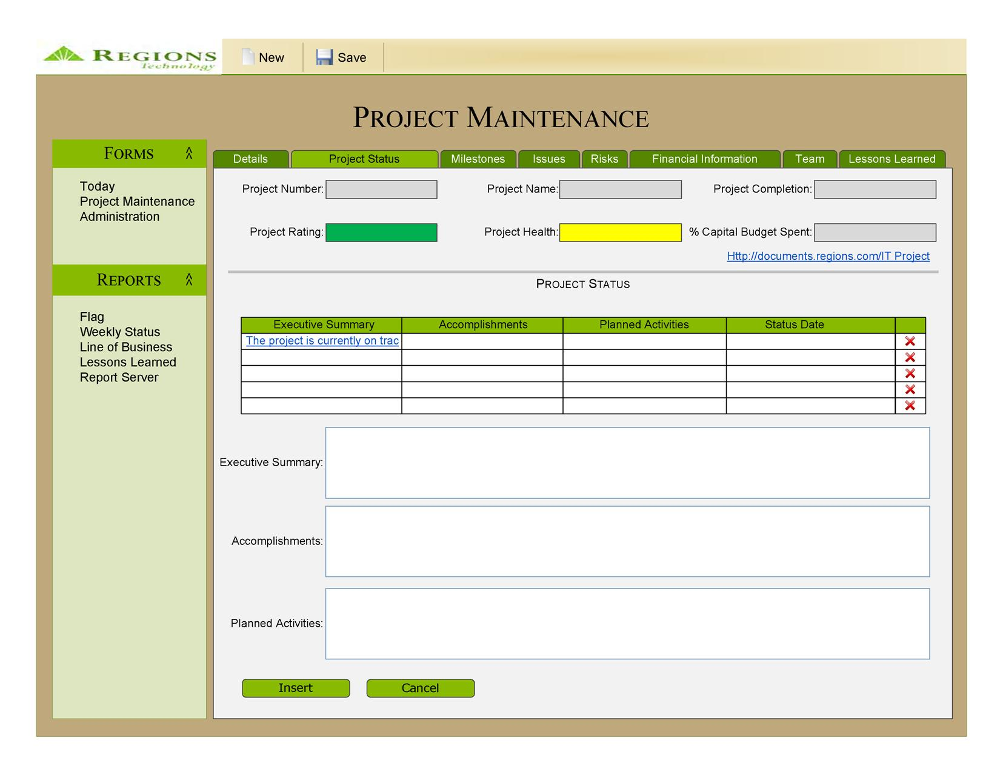 REGIONS
Technology
New
Save
PROJECT MAINTENANCE
FORMS
Today
Project Maintenance
Administration
REPORTS
Flag
Weekly Status
Line of Business
Lessons Learned
Report Server
Details
Project Status
Milestones
Issues
Risks
Financial Information
Team
Lessons Learned
Project Number:
Project Name:
Project Completion:
Project Rating:
Project Health:
% Capital Budget Spent:
Http://documents.regions.com/IT Project
PROJECT STATUS
Executive Summary
Accomplishments
Planned Activities
Status Date
The project is currently on trac
Executive Summary:
Accomplishments:
Planned Activities:
Insert
Cancel